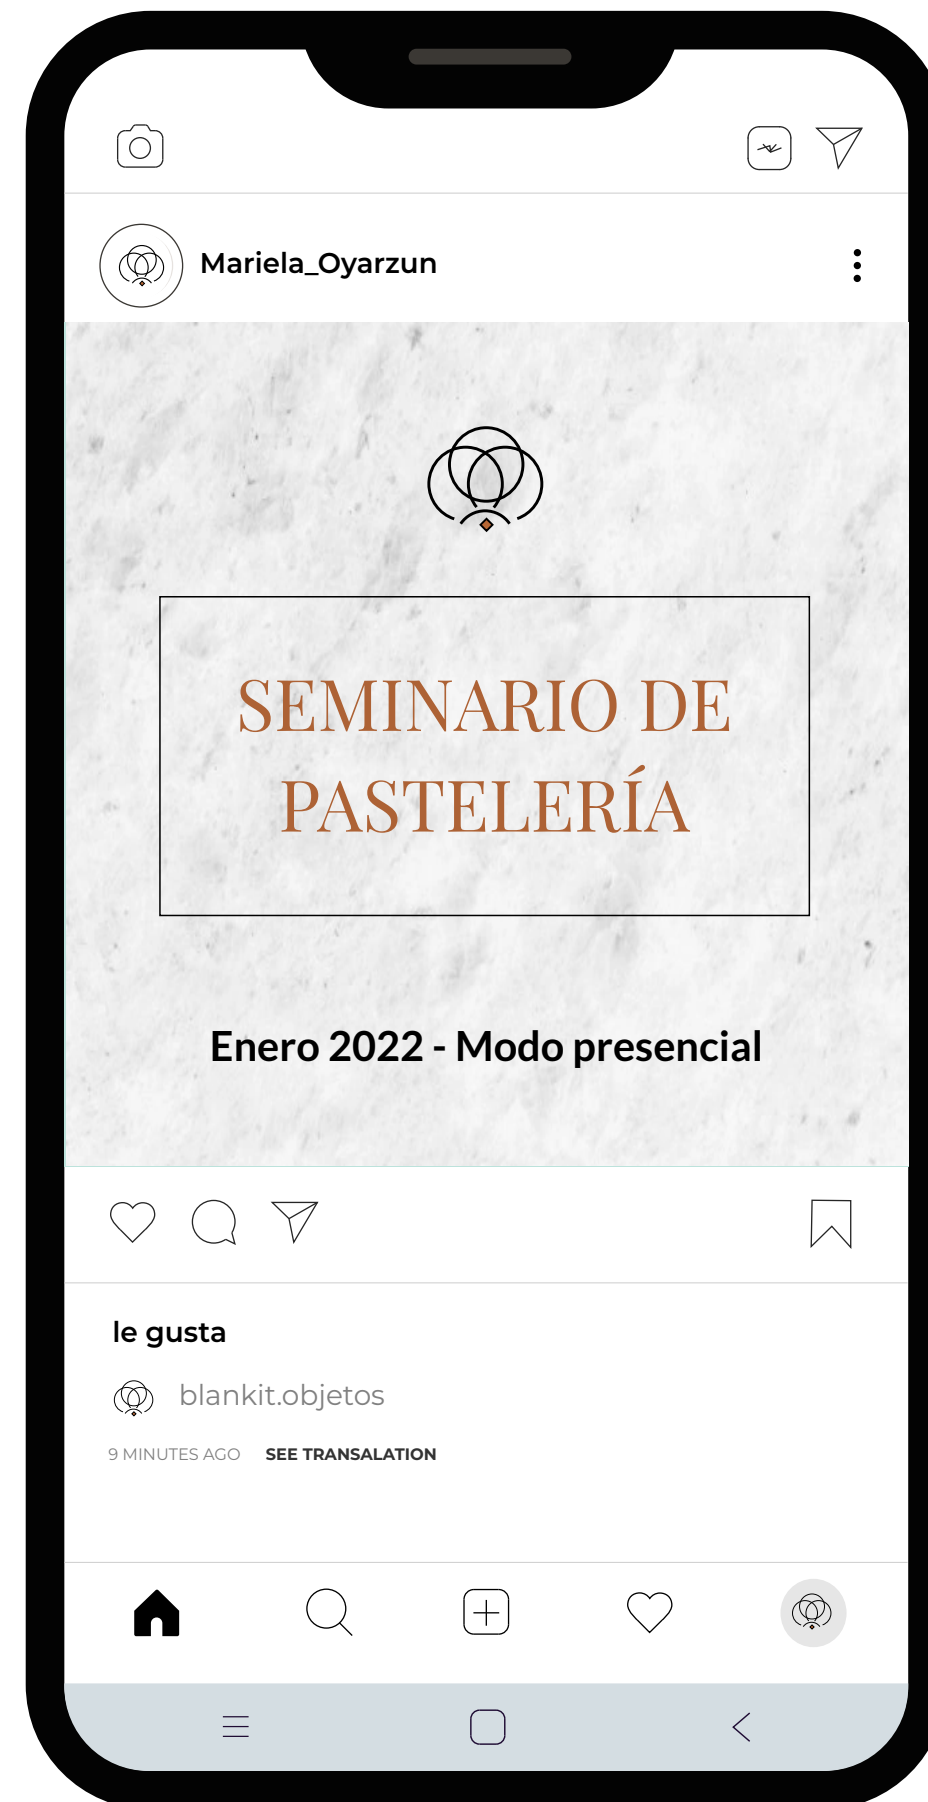 Mariela_Oyarzun
SEMINARIO DE
PASTELERÍA
Enero 2022 - Modo presencial
le gusta
blankit.objetos
9 MINUTES AGO SEE TRANSALATION